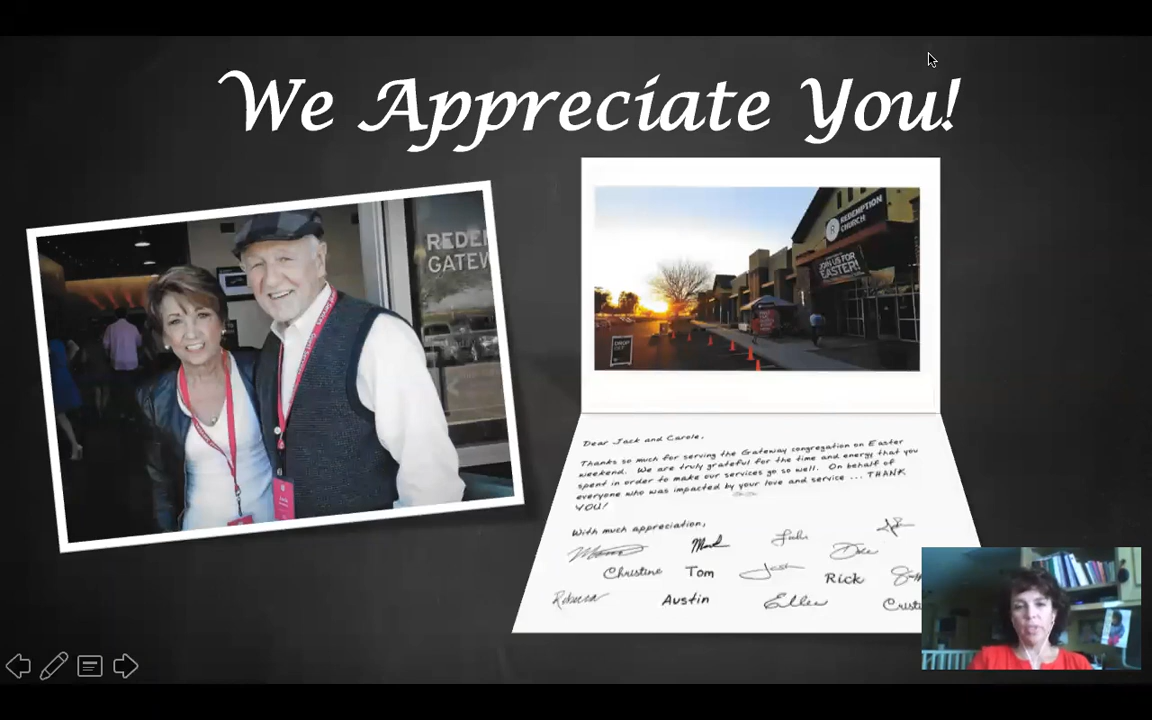 We Appreciate You!
REDE
GATEW
REDEMPTION
CHURCH
JOIN US FOR
EASTER!
DROP
Dear Jack and Carole,
Thanks so much for serving the Gateway congregation on Easter
weekend. We are truly grateful for the time and energy that you
spent in order to make our services go so well. On behalf of
everyone who was impacted by your love and service ... THANK
YOU!
With much appreciation,
Christine Tom Rick
Rebecca Austin Ellen